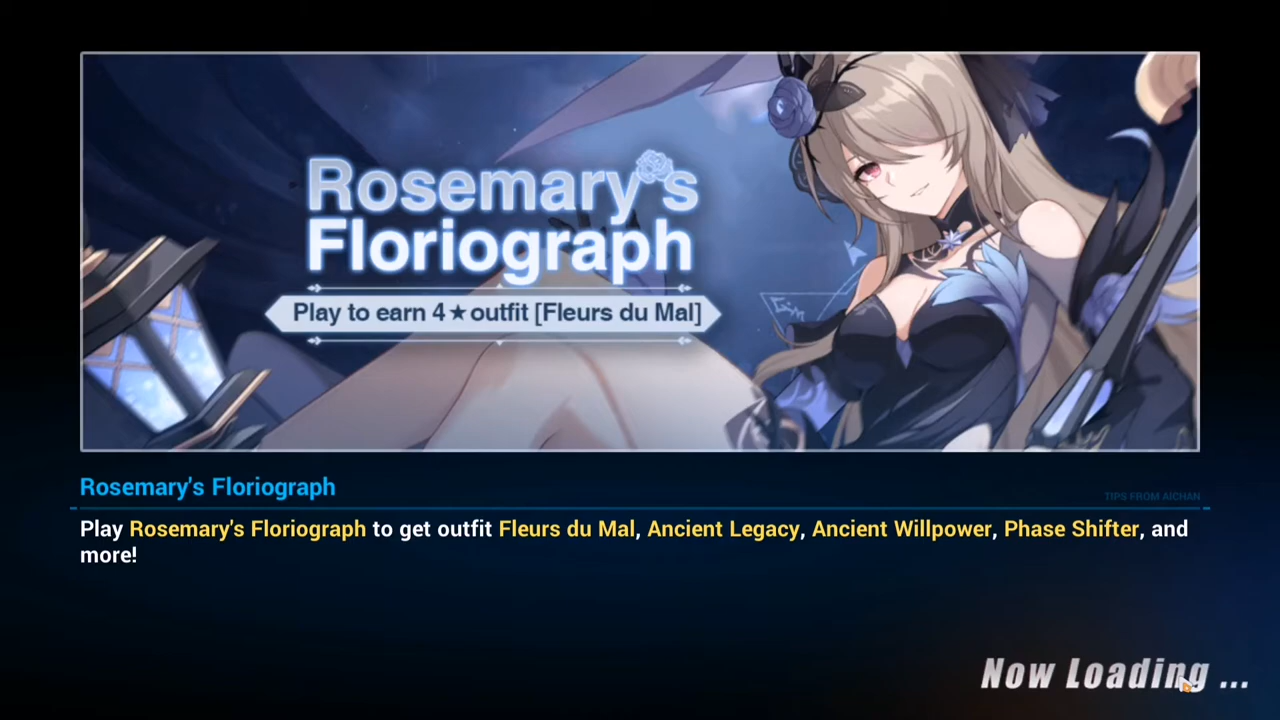 Rosemary's
Floriograph
Play to earn 4★outfit [Fleurs du Mal]
Rosemary's Floriograph
TIPS FROM AICHAN
Play Rosemary's Floriograph to get outfit Fleurs du Mal, Ancient Legacy, Ancient Willpower, Phase Shifter, and
more!
Now Loading ...